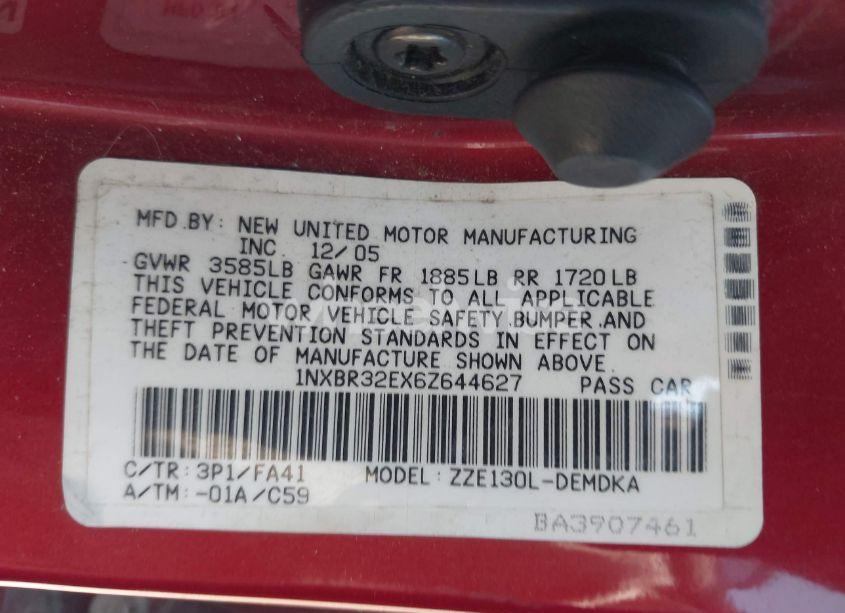 MFD.BY: NEW UNITED MOTOR MANUFACTURING
INC. 12/05
GVWR 3585LB GAWR FR 1885LB RR 1720LB
THIS VEHICLE CONFORMS TO ALL APPLICABLE
FEDERAL MOTOR VEHICLE SAFETY.BUMPER.AND
THEFT PREVENTION STANDARDS IN EFFECT ON
THE DATE OF MANUFACTURE SHOWN ABOVE.
1NXBR32EX6Z644627 PASS CAR
C/TR: 3P1/FA41 MODEL: ZZE130L-DEMDKA
A/TM: -01A/C59
BA3907461